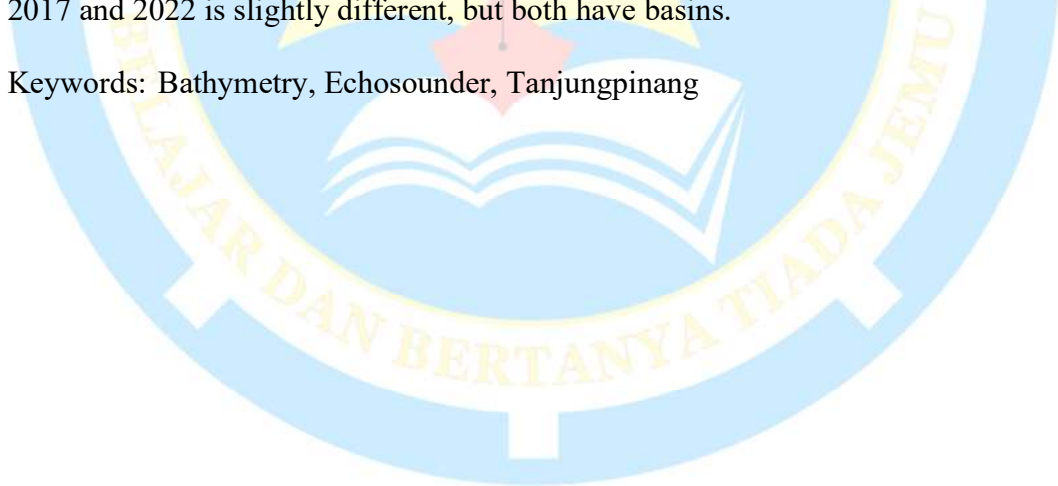 2017 and 2022 is slightly different, but both have basins.
Keywords: Bathymetry, Echosounder, Tanjungpinang
BELAJAR DAN BERTANYA TIADA JEMU